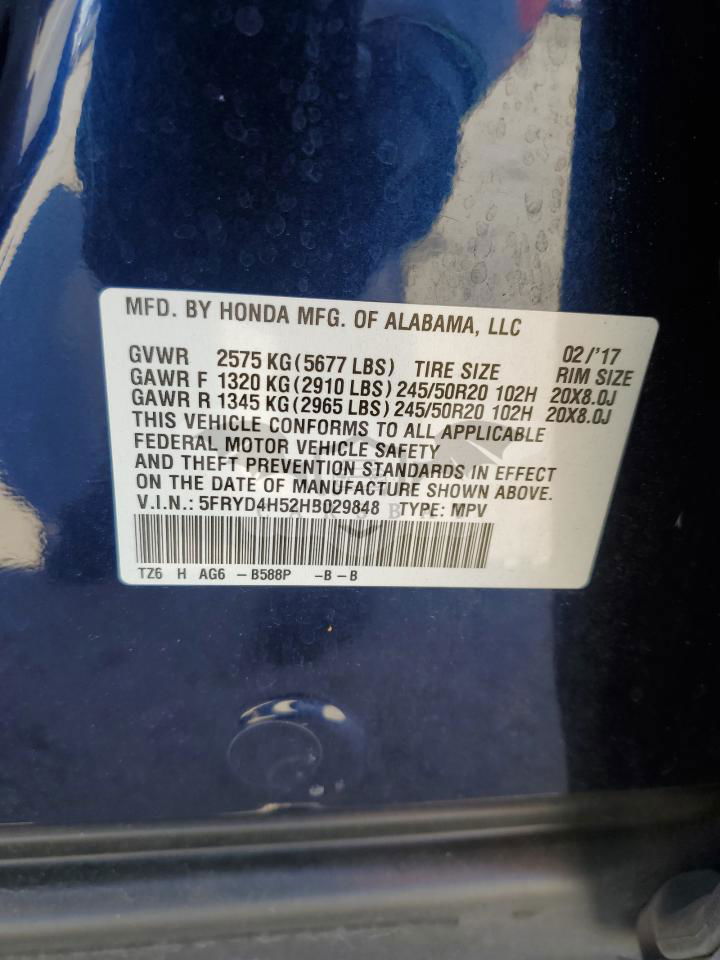 MFD. BY HONDA MFG. OF ALABAMA, LLC
02/'17
GVWR 2575 KG(5677 LBS) TIRE SIZE RIM SIZE
GAWR F 1320 KG(2910 LBS) 245/50R20 102H 20X8.0J
GAWR R 1345 KG(2965 LBS) 245/50R20 102H 20X8.0J
THIS VEHICLE CONFORMS TO ALL APPLICABLE
FEDERAL MOTOR VEHICLE SAFETY
AND THEFT PREVENTION STANDARDS IN EFFECT
ON THE DATE OF MANUFACTURE SHOWN ABOVE.
V.I.N.: 5FRYD4H52HB029848 TYPE: MPV
TZ6 H AG6 -B588P -B-B